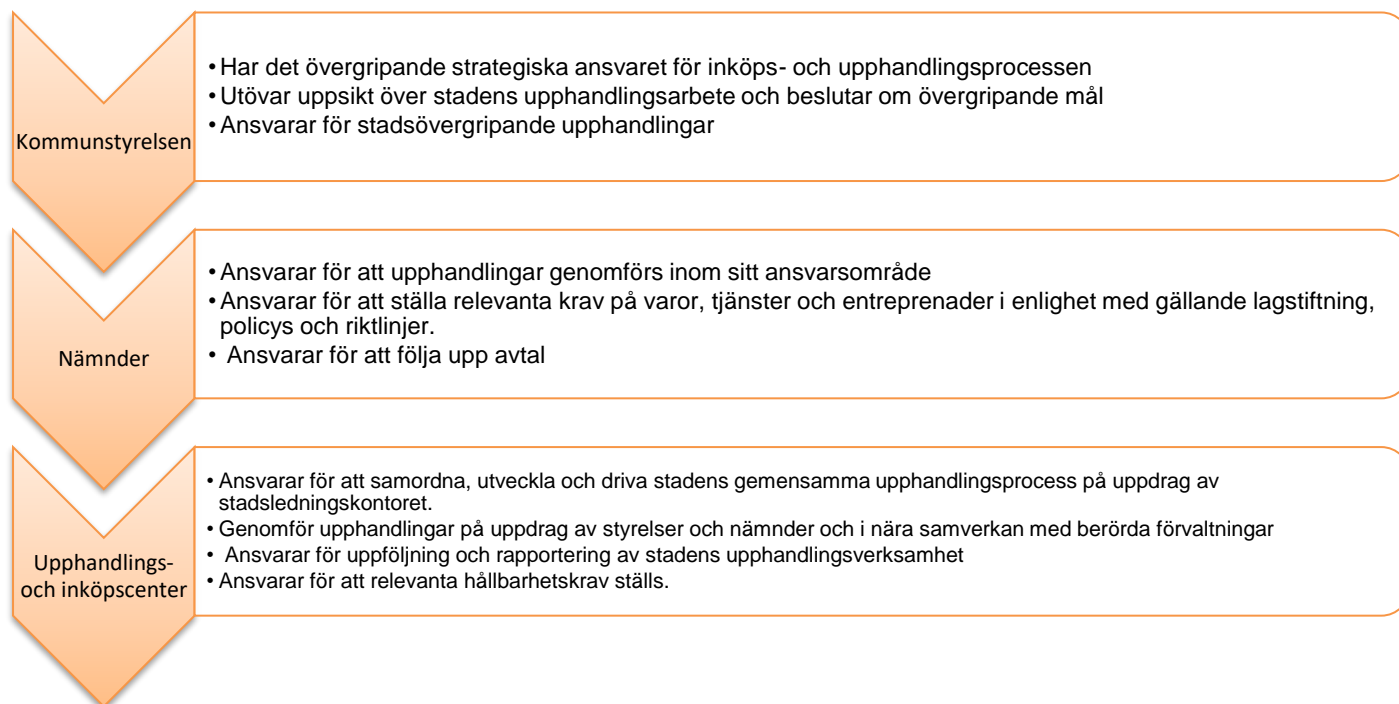 Kommunstyrelsen
• Har det övergripande strategiska ansvaret för inköps- och upphandlingsprocessen
• Utövar uppsikt över stadens upphandlingsarbete och beslutar om övergripande mål
• Ansvarar för stadsövergripande upphandlingar
Nämnder
• Ansvarar för att upphandlingar genomförs inom sitt ansvarsområde
• Ansvarar för att ställa relevanta krav på varor, tjänster och entreprenader i enlighet med gällande lagstiftning,
policys och riktlinjer.
• Ansvarar för att följa upp avtal
Upphandlings-
och inköpscenter
• Ansvarar för att samordna, utveckla och driva stadens gemensamma upphandlingsprocess på uppdrag av
stadsledningskontoret.
• Genomför upphandlingar på uppdrag av styrelser och nämnder och i nära samverkan med berörda förvaltningar
• Ansvarar för uppföljning och rapportering av stadens upphandlingsverksamhet
• Ansvarar för att relevanta hållbarhetskrav ställs.